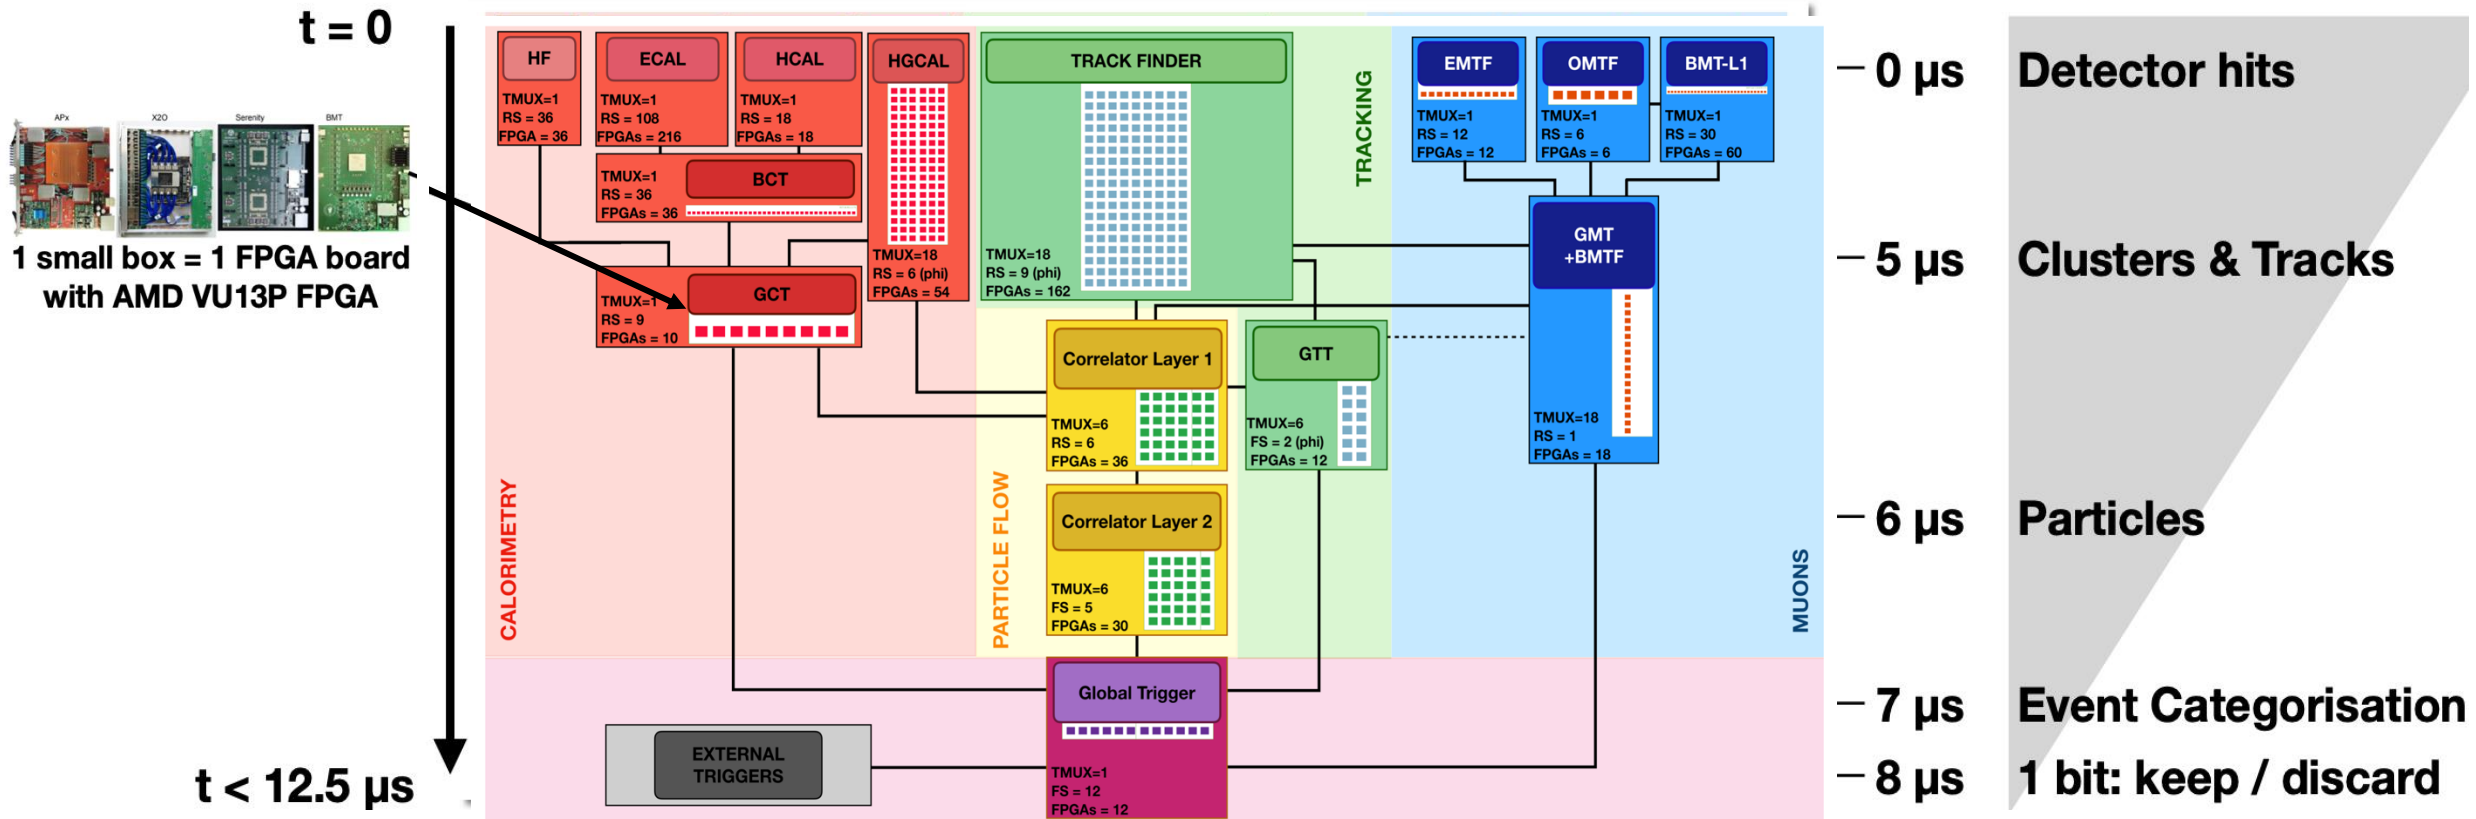 t = 0
APx
X2O
Serenity
BMT
1 small box = 1 FPGA board
with AMD VU13P FPGA
t < 12.5 µs
HF
TMUX=1
RS = 36
FPGA = 36
ECAL
TMUX=1
RS = 108
FPGAs = 216
HCAL
TMUX=1
RS = 18
FPGAs = 18
HGCAL
TMUX=18
RS = 6 (phi)
FPGAs = 54
BCT
TMUX=1
RS = 36
FPGAs = 36
GCT
TMUX=1
RS = 9
FPGAs = 10
CALORIMETRY
TRACK FINDER
TMUX=18
RS = 9 (phi)
FPGAs = 162
TRACKING
Correlator Layer 1
TMUX=6
RS = 6
FPGAs = 36
GTT
TMUX=6
FS = 2 (phi)
FPGAs = 12
PARTICLE FLOW
Correlator Layer 2
TMUX=6
FS = 5
FPGAs = 30
EMTF
TMUX=1
RS = 12
FPGAs = 12
OMTF
TMUX=1
RS = 6
FPGAs = 6
BMT-L1
TMUX=1
RS = 30
FPGAs = 60
GMT
+BMTF
TMUX=18
RS = 1
FPGAs = 18
MUONS
Global Trigger
TMUX=1
FS = 12
FPGAs = 12
EXTERNAL
TRIGGERS
0 µs Detector hits
5 µs Clusters & Tracks
6 µs Particles
7 µs Event Categorisation
8 µs 1 bit: keep / discard